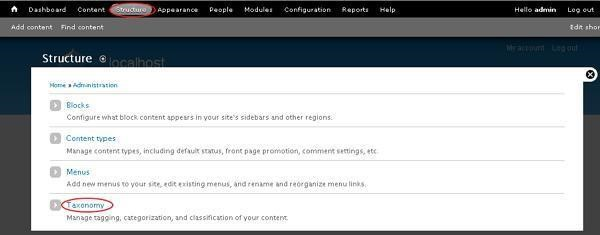 Dashboard Content Structure Appearance People Modules Configuration Reports Help Hello admin Log out
Add content Find content Edit shor
My account Log out
Structure
localhost
Home » Administration
Blocks
Configure what block content appears in your site's sidebars and other regions.
Content types
Manage content types, including default status, front page promotion, comment settings, etc.
Menus
Add new menus to your site, edit existing menus, and rename and reorganize menu links.
Taxonomy
Manage tagging, categorization, and classification of your content.